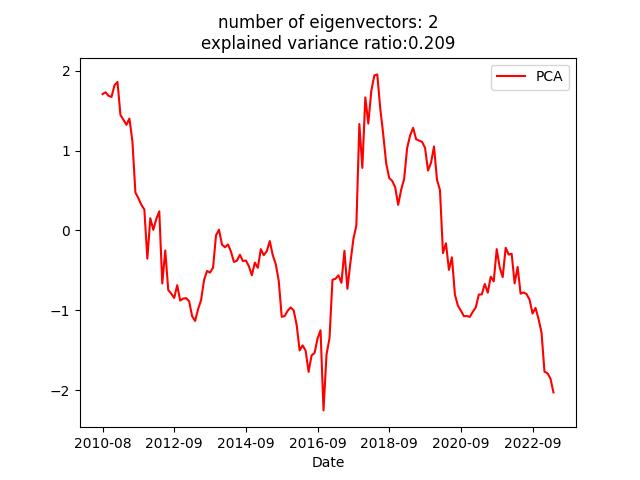 number of eigenvectors: 2
explained variance ratio:0.209
PCA
2
1
0
−1
−2
2010-08 2012-09 2014-09 2016-09 2018-09 2020-09 2022-09
Date